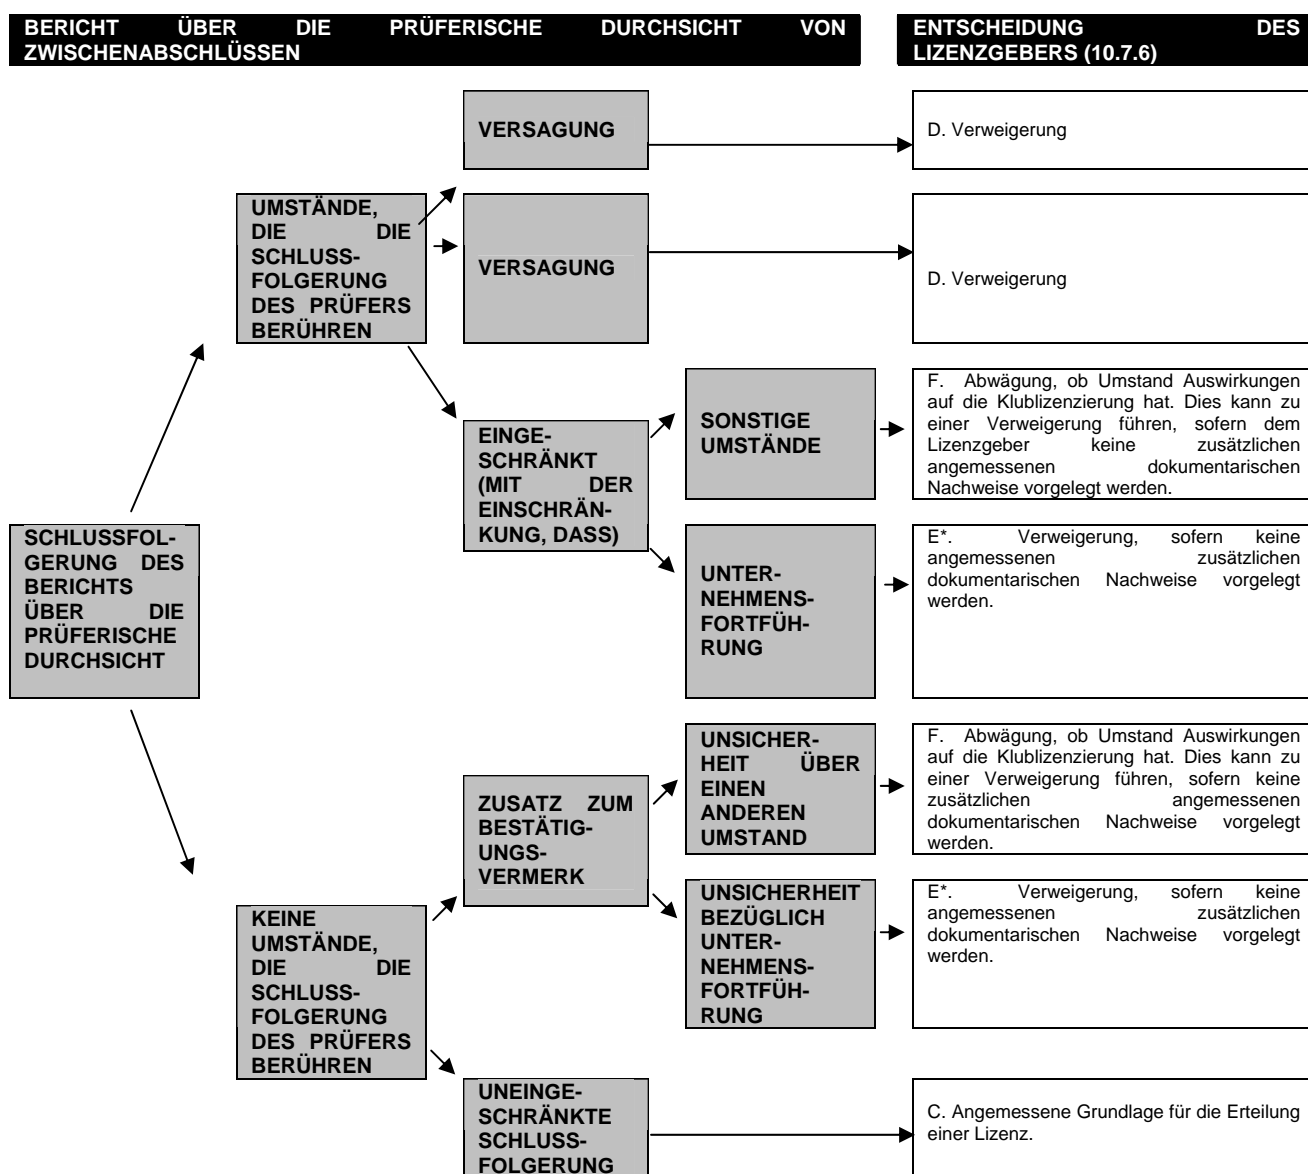 BERICHT ÜBER DIE PRÜFERISCHE DURCHSICHT VON
ZWISCHENABSCHLÜSSEN
ENTSCHEIDUNG DES
LIZENZGEBERS (10.7.6)
VERSAGUNG
D. Verweigerung
UMSTÄNDE,
DIE DIE
SCHLUSS-
FOLGERUNG
DES PRÜFERS
BERÜHREN
VERSAGUNG
D. Verweigerung
EINGE-
SCHRÄNKT
(MIT DER
EINSCHRÄN-
KUNG, DASS)
SONSTIGE
UMSTÄNDE
F. Abwägung, ob Umstand Auswirkungen
auf die Klublizenzierung hat. Dies kann zu
einer Verweigerung führen, sofern dem
Lizenzgeber keine zusätzlichen
angemessenen dokumentarischen
Nachweise vorgelegt werden.
SCHLUSSFOL-
GERUNG DES
BERICHTS
ÜBER DIE
PRÜFERISCHE
DURCHSICHT
UNTER-
NEHMENS-
FORTFÜH-
RUNG
E*. Verweigerung, sofern keine
angemessenen zusätzlichen
dokumentarischen Nachweise vorgelegt
werden.
ZUSATZ ZUM
BESTÄTIG-
UNGS-
VERMERK
UNSICHER-
HEIT ÜBER
EINEN
ANDEREN
UMSTAND
F. Abwägung, ob Umstand Auswirkungen
auf die Klublizenzierung hat. Dies kann zu
einer Verweigerung führen, sofern keine
zusätzlichen angemessenen
dokumentarischen Nachweise vorgelegt
werden.
KEINE
UMSTÄNDE,
DIE DIE
SCHLUSS-
FOLGERUNG
DES PRÜFERS
BERÜHREN
UNSICHERHEIT
BEZÜGLICH
UNTER-
NEHMENS-
FORTFÜH-
RUNG
E*. Verweigerung, sofern keine
angemessenen zusätzlichen
dokumentarischen Nachweise vorgelegt
werden.
UNEINGE-
SCHRÄNKTE
SCHLUSS-
FOLGERUNG
C. Angemessene Grundlage für die Erteilung
einer Lizenz.